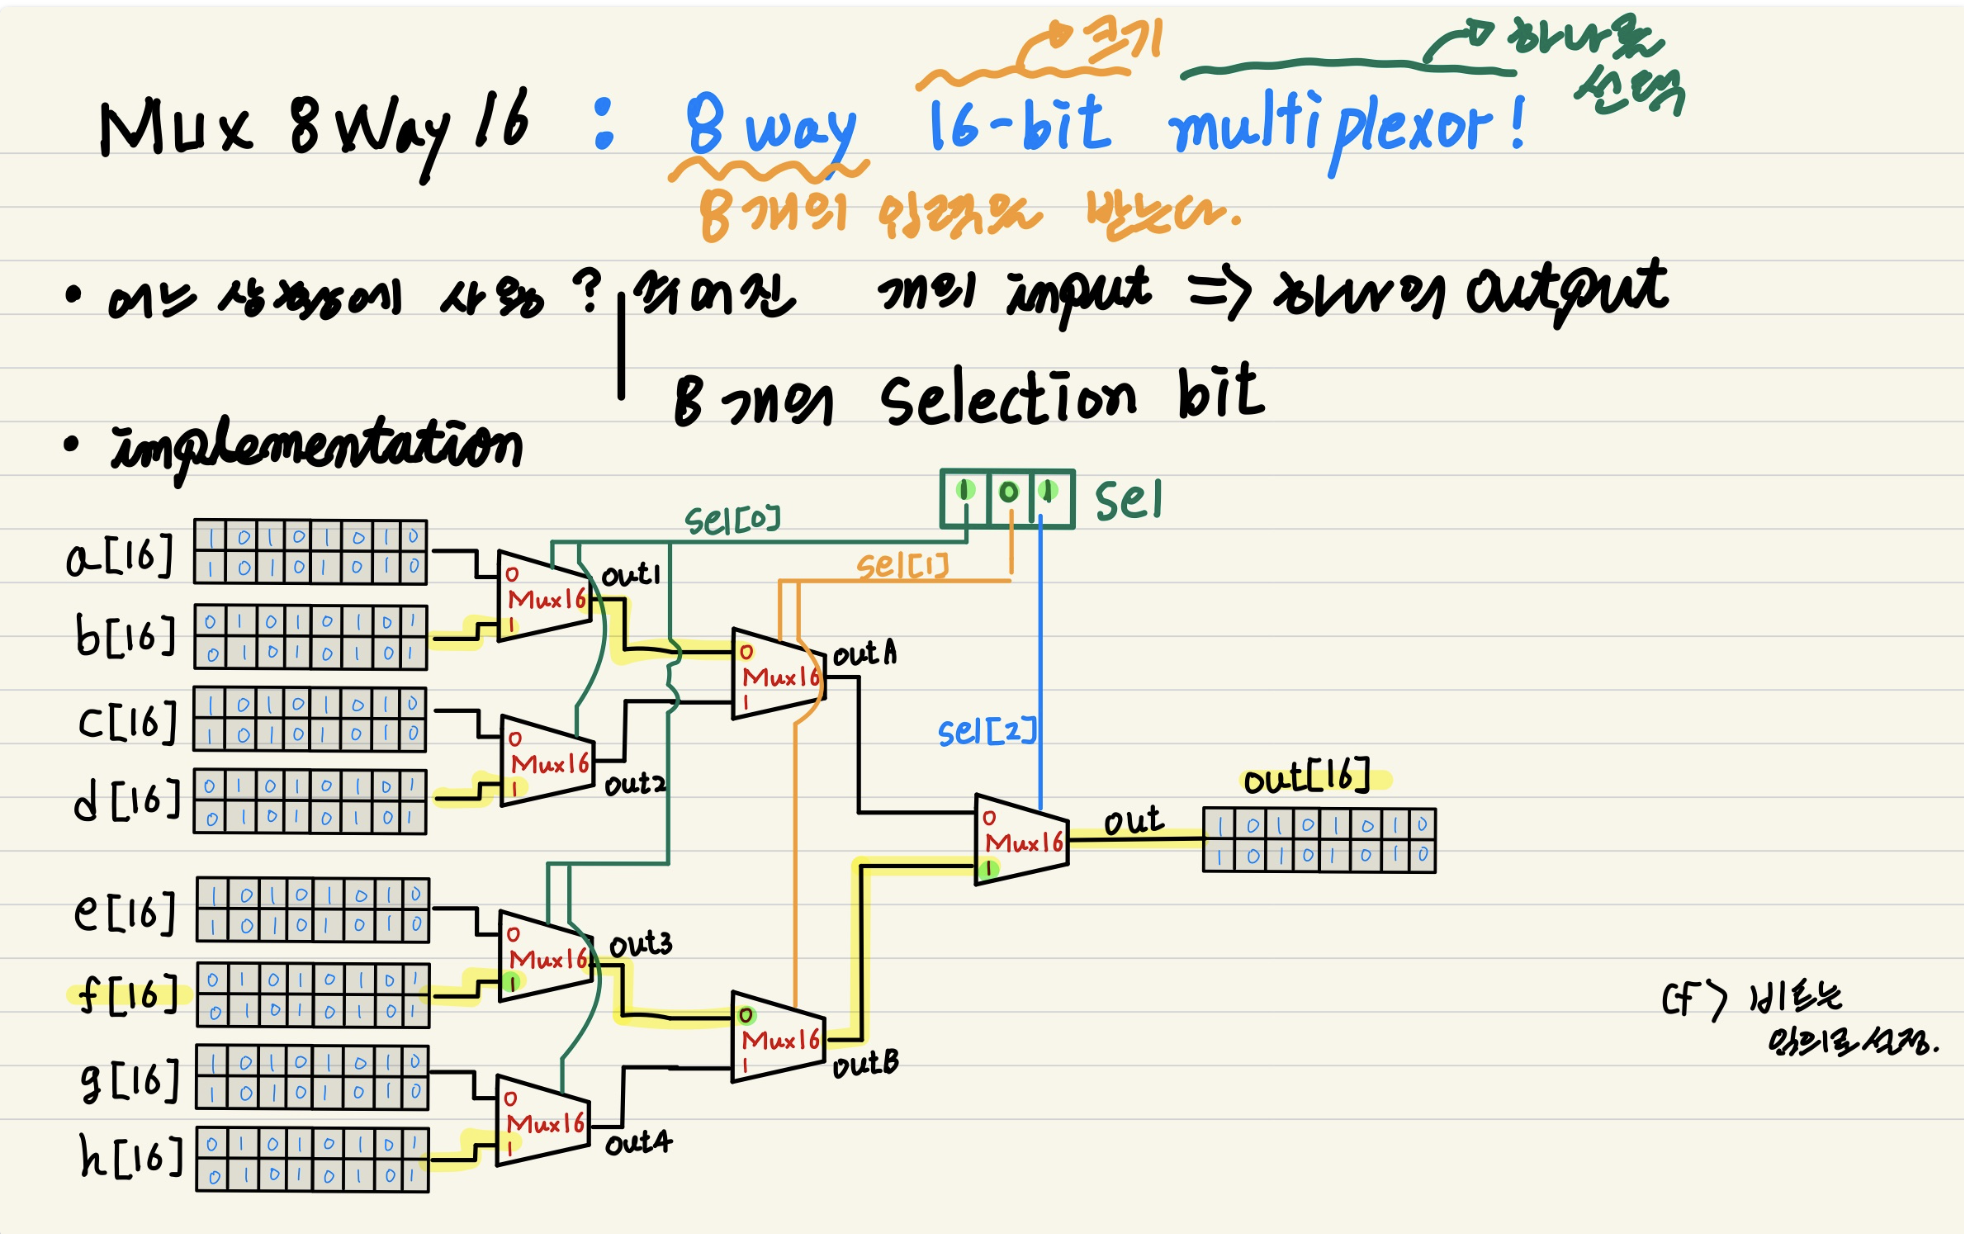 Mux 8 Way 16 : 8 way 16-bit multiplexor!
크기
하나를
선택
8개의 입력을 받는다.
• 어느 상황에 사용? 주어진 개의 input => 하나의 output
8개의 selection bit
• implementation
1 0 1 sel
sel[0]
sel[1]
sel[2]
a[16]
1 0 1 0 1 0 1 0
1 0 1 0 1 0 1 0
b[16]
0 1 0 1 0 1 0 1
0 1 0 1 0 1 0 1
c[16]
1 0 1 0 1 0 1 0
1 0 1 0 1 0 1 0
d[16]
0 1 0 1 0 1 0 1
0 1 0 1 0 1 0 1
e[16]
1 0 1 0 1 0 1 0
1 0 1 0 1 0 1 0
f[16]
0 1 0 1 0 1 0 1
0 1 0 1 0 1 0 1
g[16]
1 0 1 0 1 0 1 0
1 0 1 0 1 0 1 0
h[16]
0 1 0 1 0 1 0 1
0 1 0 1 0 1 0 1
0
Mux16
1
out1
0
Mux16
1
out2
0
Mux16
1
out3
0
Mux16
1
out4
0
Mux16
1
outA
0
Mux16
1
outB
0
Mux16
1
out
out[16]
1 0 1 0 1 0 1 0
1 0 1 0 1 0 1 0
cf> 비트는
임의로 설정.